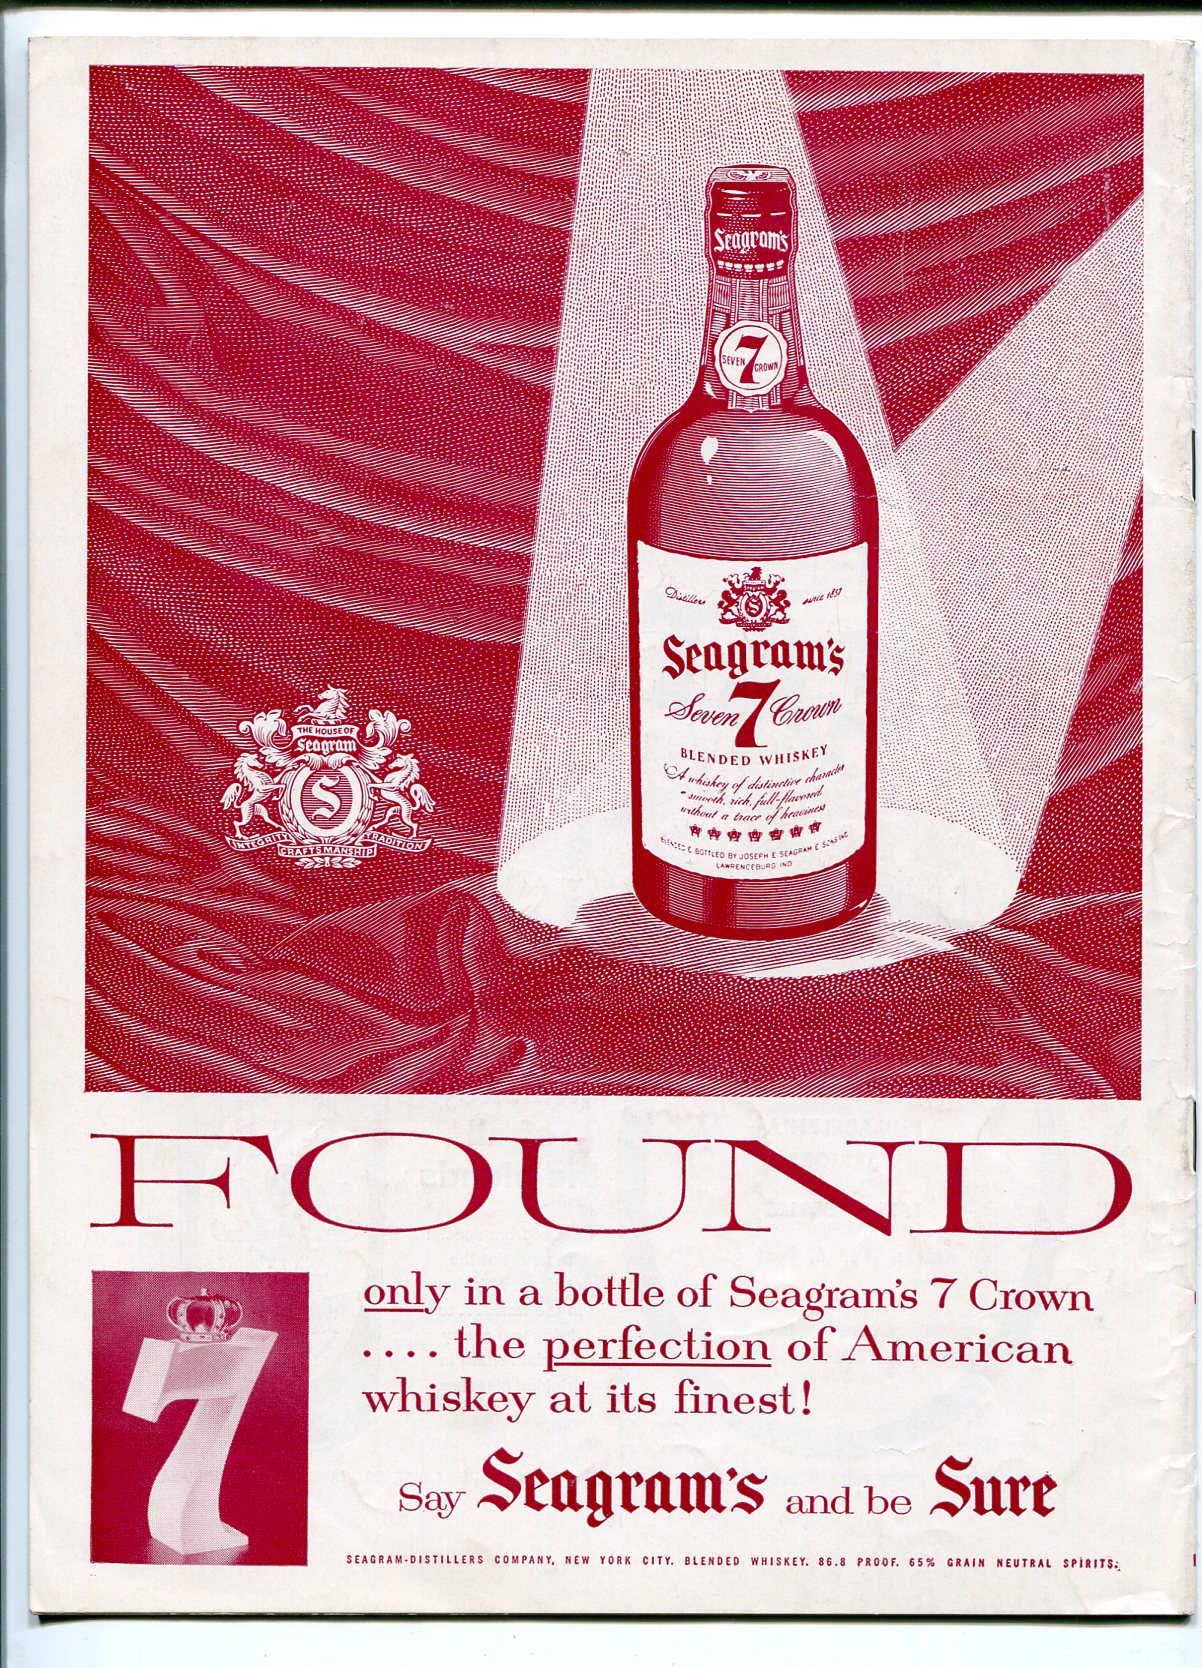 Seagram's
SEVEN 7 CROWN
Distillers since 1857
S
Seagram's
Seven 7 Crown
BLENDED WHISKEY
A whiskey of distinctive character
smooth, rich, full-flavored,
without a trace of heaviness
BLENDED & BOTTLED BY JOSEPH E SEAGRAM & SONS INC
LAWRENCEBURG IND
THE HOUSE OF
Seagram
S
INTEGRITY CRAFTSMANSHIP TRADITION
FOUND
only in a bottle of Seagram's 7 Crown
.... the perfection of American
whiskey at its finest!
7
Say Seagram's and be Sure
SEAGRAM-DISTILLERS COMPANY, NEW YORK CITY. BLENDED WHISKEY. 86.8 PROOF. 65% GRAIN NEUTRAL SPIRITS.